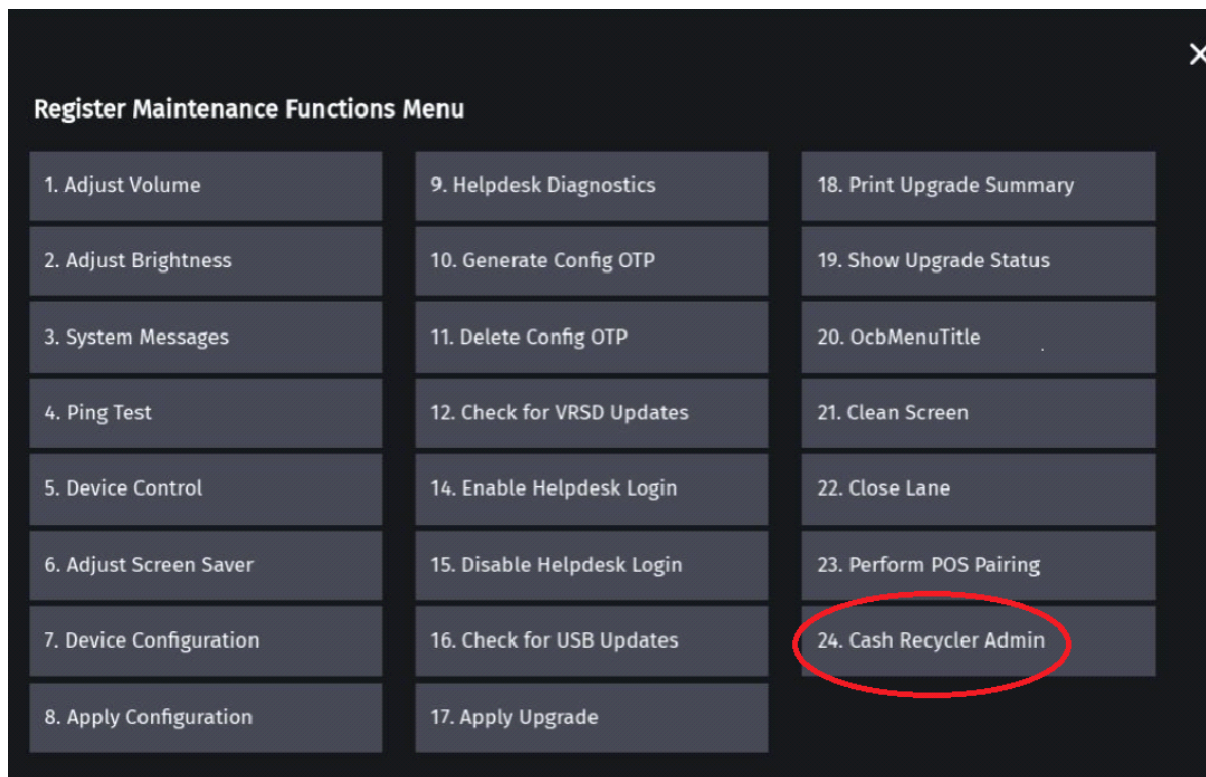 Register Maintenance Functions Menu
1. Adjust Volume
2. Adjust Brightness
3. System Messages
4. Ping Test
5. Device Control
6. Adjust Screen Saver
7. Device Configuration
8. Apply Configuration
9. Helpdesk Diagnostics
10. Generate Config OTP
11. Delete Config OTP
12. Check for VRSD Updates
14. Enable Helpdesk Login
15. Disable Helpdesk Login
16. Check for USB Updates
17. Apply Upgrade
18. Print Upgrade Summary
19. Show Upgrade Status
20. OcbMenuTitle
21. Clean Screen
22. Close Lane
23. Perform POS Pairing
24. Cash Recycler Admin